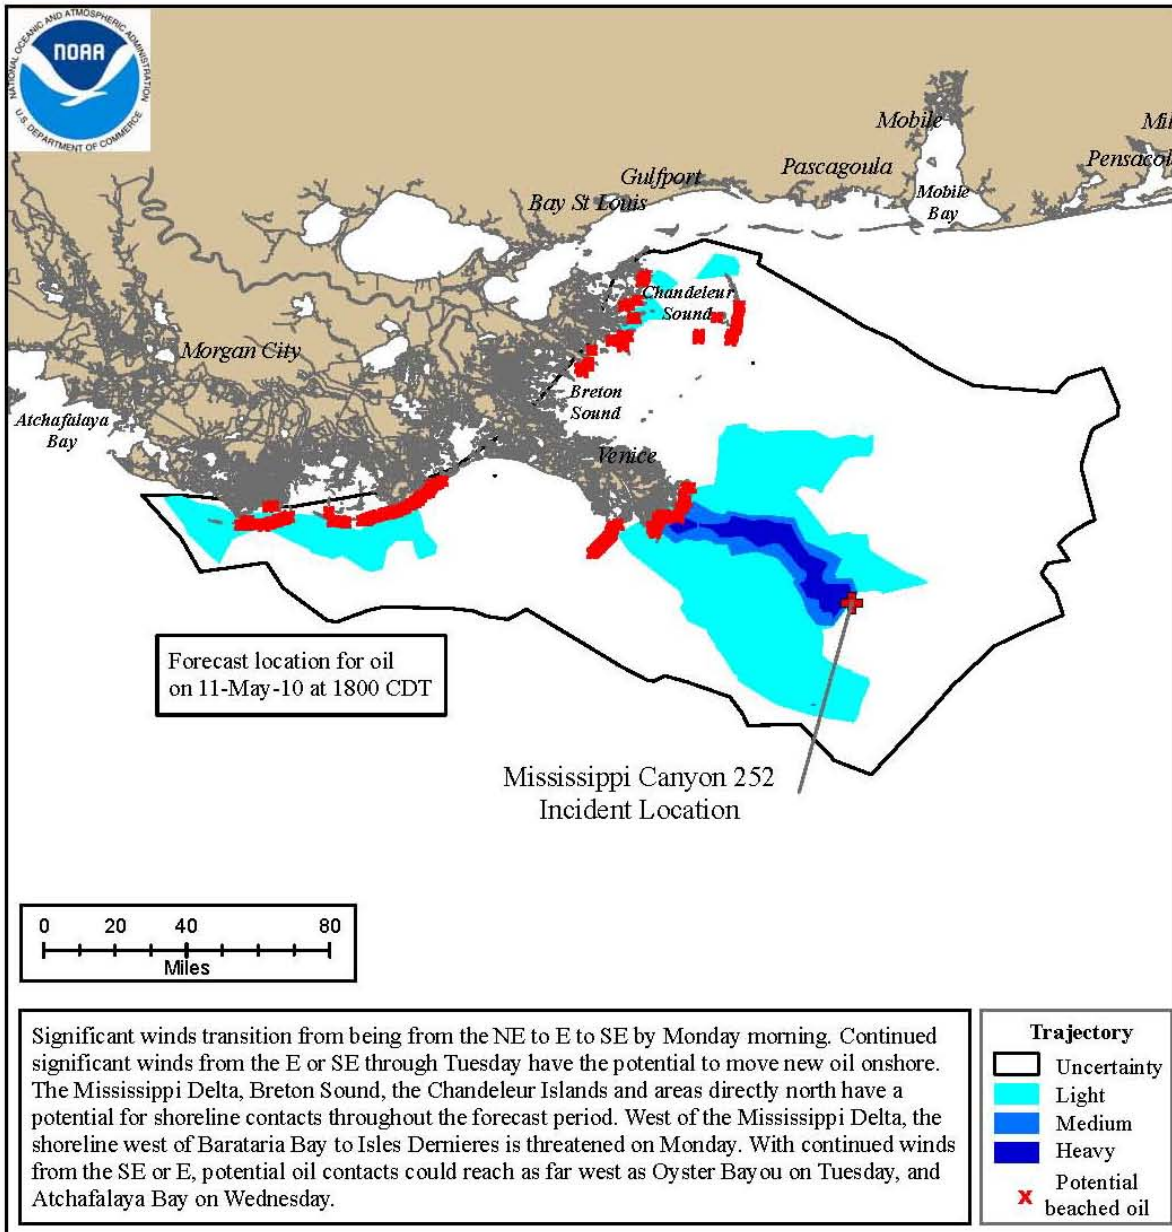 NATIONAL OCEANIC AND ATMOSPHERIC ADMINISTRATION
NOAA
U.S. DEPARTMENT OF COMMERCE
Mobile
Pascagoula
Gulfport
Bay St Louis
Mobile
Bay
Chandeleur
Sound
Morgan City
Atchafalaya
Bay
Breton
Sound
Venice
Forecast location for oil
on 11-May-10 at 1800 CDT
Mississippi Canyon 252
Incident Location
0 20 40 80
Miles
Significant winds transition from being from the NE to E to SE by Monday morning. Continued
significant winds from the E or SE through Tuesday have the potential to move new oil onshore.
The Mississippi Delta, Breton Sound, the Chandeleur Islands and areas directly north have a
potential for shoreline contacts throughout the forecast period. West of the Mississippi Delta, the
shoreline west of Barataria Bay to Isles Dernieres is threatened on Monday. With continued winds
from the SE or E, potential oil contacts could reach as far west as Oyster Bayou on Tuesday, and
Atchafalaya Bay on Wednesday.
Trajectory
Uncertainty
Light
Medium
Heavy
x Potential
beached oil